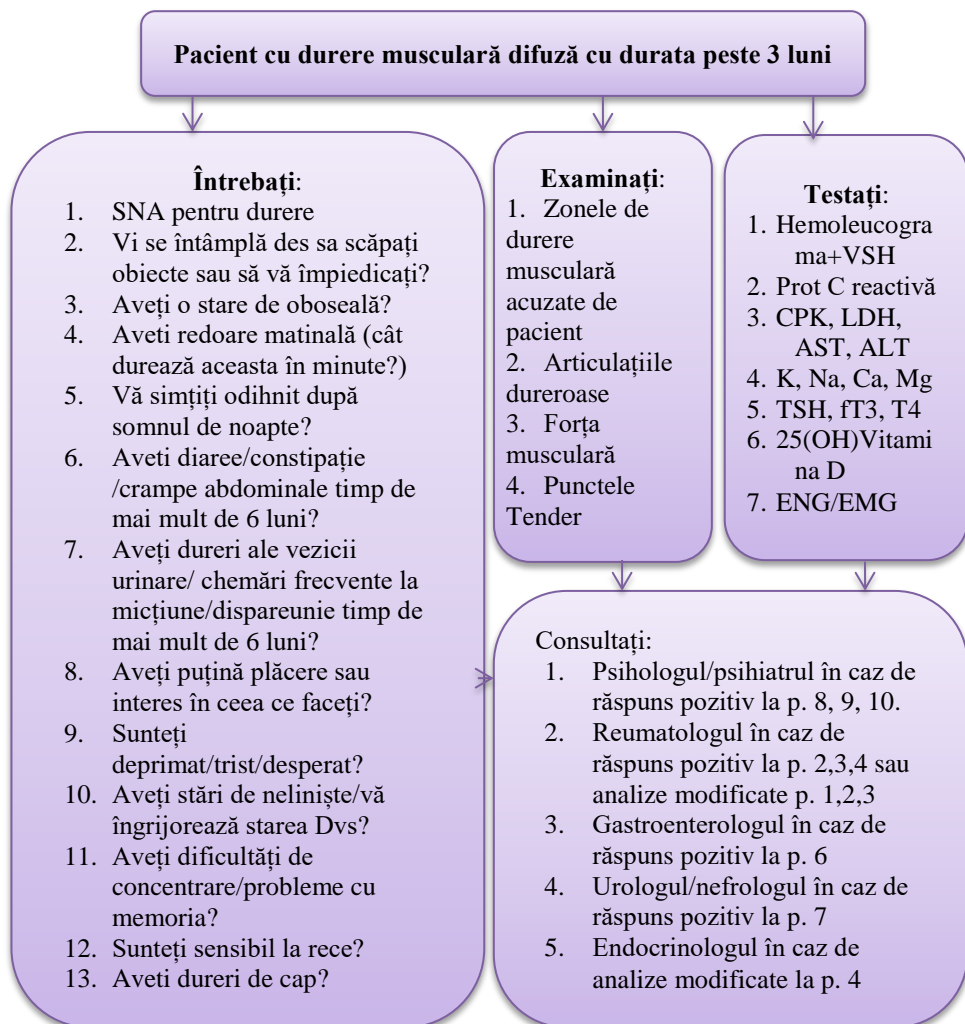 Pacient cu durere musculară difuză cu durata peste 3 luni
Întrebați:
1. SNA pentru durere
2. Vi se întâmplă des sa scăpați
obiecte sau să vă împiedicați?
3. Aveți o stare de oboseală?
4. Aveti redoare matinală (cât
durează aceasta în minute?)
5. Vă simțiți odihnit după
somnul de noapte?
6. Aveti diaree/constipație
/crampe abdominale timp de
mai mult de 6 luni?
7. Aveți dureri ale vezicii
urinare/ chemări frecvente la
micțiune/dispareunie timp de
mai mult de 6 luni?
8. Aveți puțină plăcere sau
interes în ceea ce faceți?
9. Sunteți
deprimat/trist/desperat?
10. Aveți stări de neliniște/vă
îngrijorează starea Dvs?
11. Aveți dificultăți de
concentrare/probleme cu
memoria?
12. Sunteți sensibil la rece?
13. Aveti dureri de cap?
Examinați:
1. Zonele de
durere
musculară
acuzate de
pacient
2. Articulațiile
dureroase
3. Forța
musculară
4. Punctele
Tender
Testați:
1. Hemoleucogra
ma+VSH
2. Prot C reactivă
3. CPK, LDH,
AST, ALT
4. K, Na, Ca, Mg
5. TSH, fT3, T4
6. 25(OH)Vitami
na D
7. ENG/EMG
Consultați:
1. Psihologul/psihiatrul în caz de
răspuns pozitiv la p. 8, 9, 10.
2. Reumatologul în caz de
răspuns pozitiv la p. 2,3,4 sau
analize modificate p. 1,2,3
3. Gastroenterologul în caz de
răspuns pozitiv la p. 6
4. Urologul/nefrologul în caz de
răspuns pozitiv la p. 7
5. Endocrinologul în caz de
analize modificate la p. 4